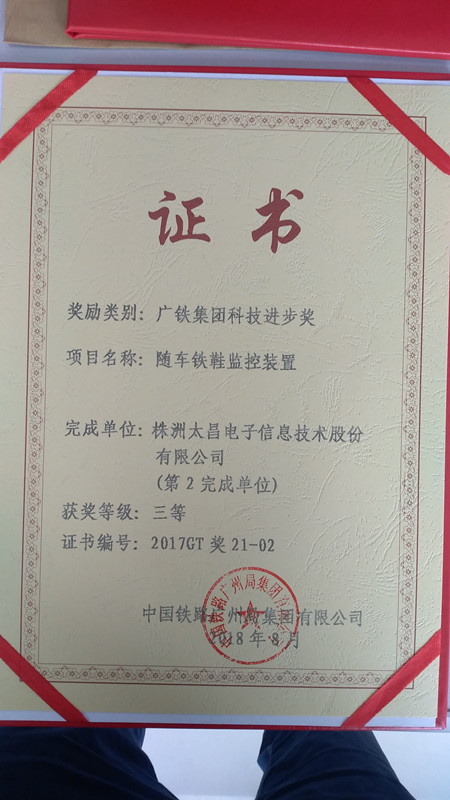 证书
奖励类别：广铁集团科技进步奖
项目名称：随车铁鞋监控装置
完成单位：株洲太昌电子信息技术股份
有限公司
(第2完成单位)
获奖等级：三等
证书编号：2017GT奖21-02
中国铁路广州局集团有限公司
2018年8月